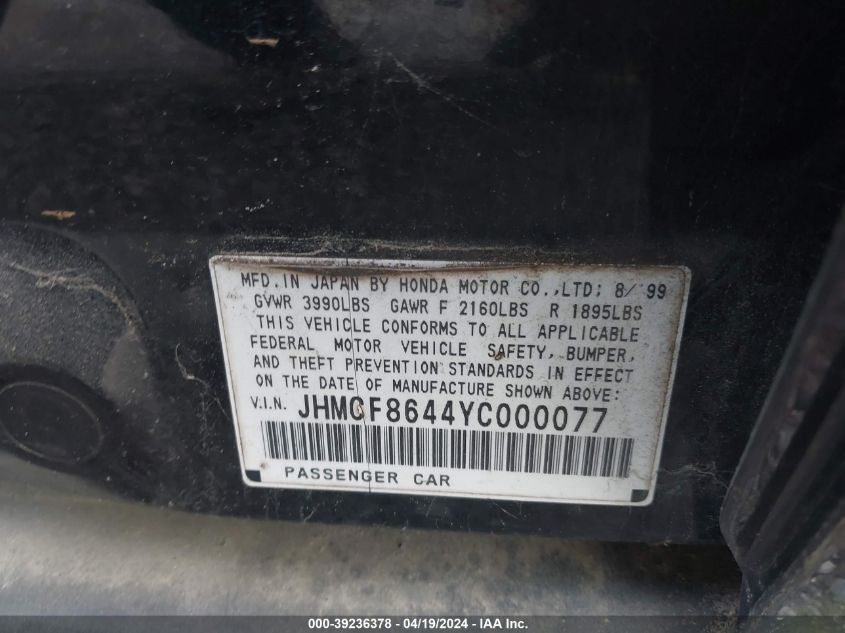 MFD. IN JAPAN BY HONDA MOTOR CO., LTD; 8/ '99
GVWR 3990LBS GAWR F 2160LBS R 1895LBS
THIS VEHICLE CONFORMS TO ALL APPLICABLE
FEDERAL MOTOR VEHICLE SAFETY, BUMPER,
AND THEFT PREVENTION STANDARDS IN EFFECT
ON THE DATE OF MANUFACTURE SHOWN ABOVE:
V.I.N. JHMCF8644YC000077
PASSENGER CAR
000-39236378 - 04/19/2024 - IAA Inc.